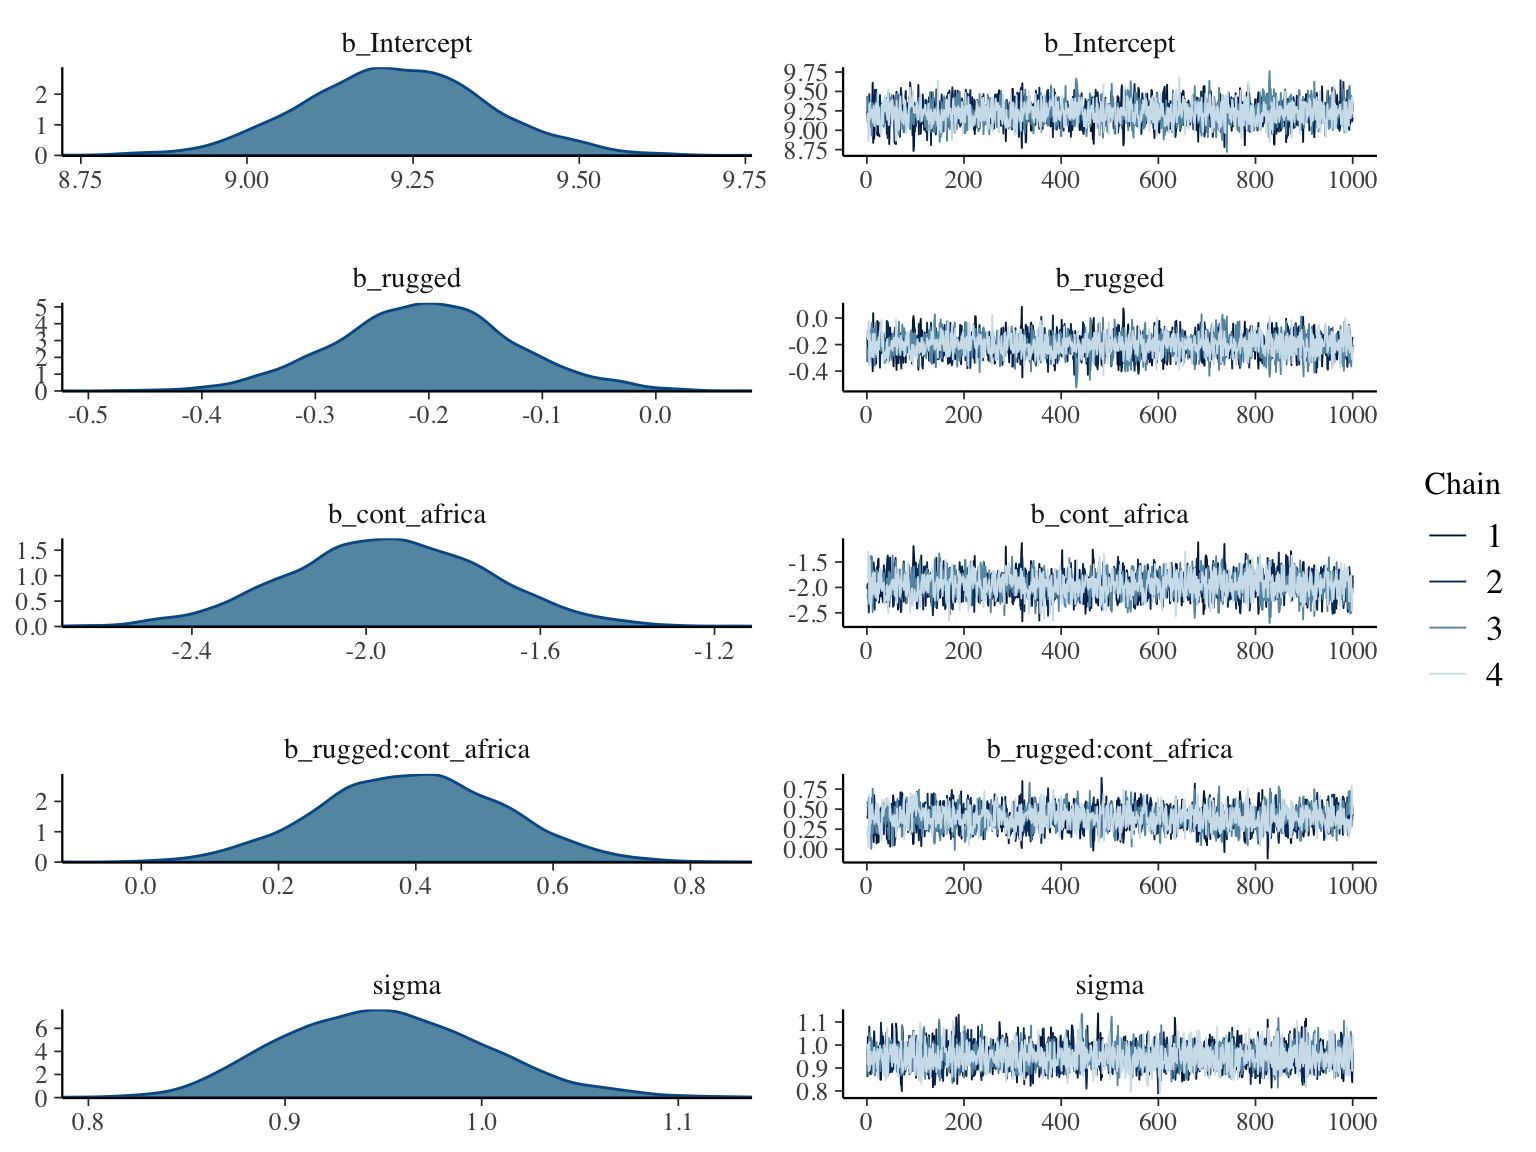 b_Intercept
2
1
0
8.75 9.00 9.25 9.50 9.75
b_Intercept
9.75
9.50
9.25
9.00
8.75
0 200 400 600 800 1000
b_rugged
5
4
3
2
1
0
-0.5 -0.4 -0.3 -0.2 -0.1 0.0
b_rugged
0.0
-0.2
-0.4
0 200 400 600 800 1000
b_cont_africa
1.5
1.0
0.5
0.0
-2.4 -2.0 -1.6 -1.2
b_cont_africa
-1.5
-2.0
-2.5
0 200 400 600 800 1000
b_rugged:cont_africa
2
1
0
0.0 0.2 0.4 0.6 0.8
b_rugged:cont_africa
0.75
0.50
0.25
0.00
0 200 400 600 800 1000
sigma
6
4
2
0
0.8 0.9 1.0 1.1
sigma
1.1
1.0
0.9
0.8
0 200 400 600 800 1000
Chain
1
2
3
4